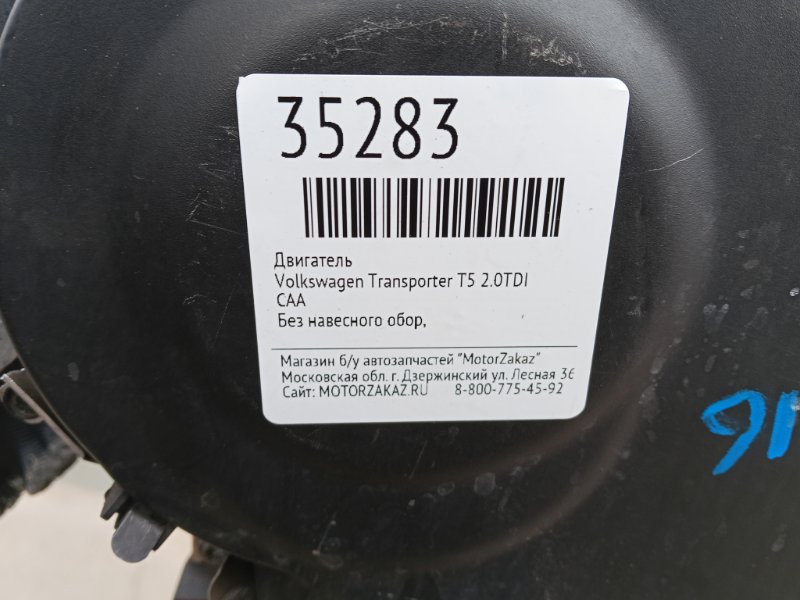 35283
Двигатель
Volkswagen Transporter T5 2.0TDI
CAA
Без навесного обор,
Магазин б/у автозапчастей "MotorZakaz"
Московская обл. г. Дзержинский ул. Лесная 36
Сайт: MOTORZAKAZ.RU 8-800-775-45-92